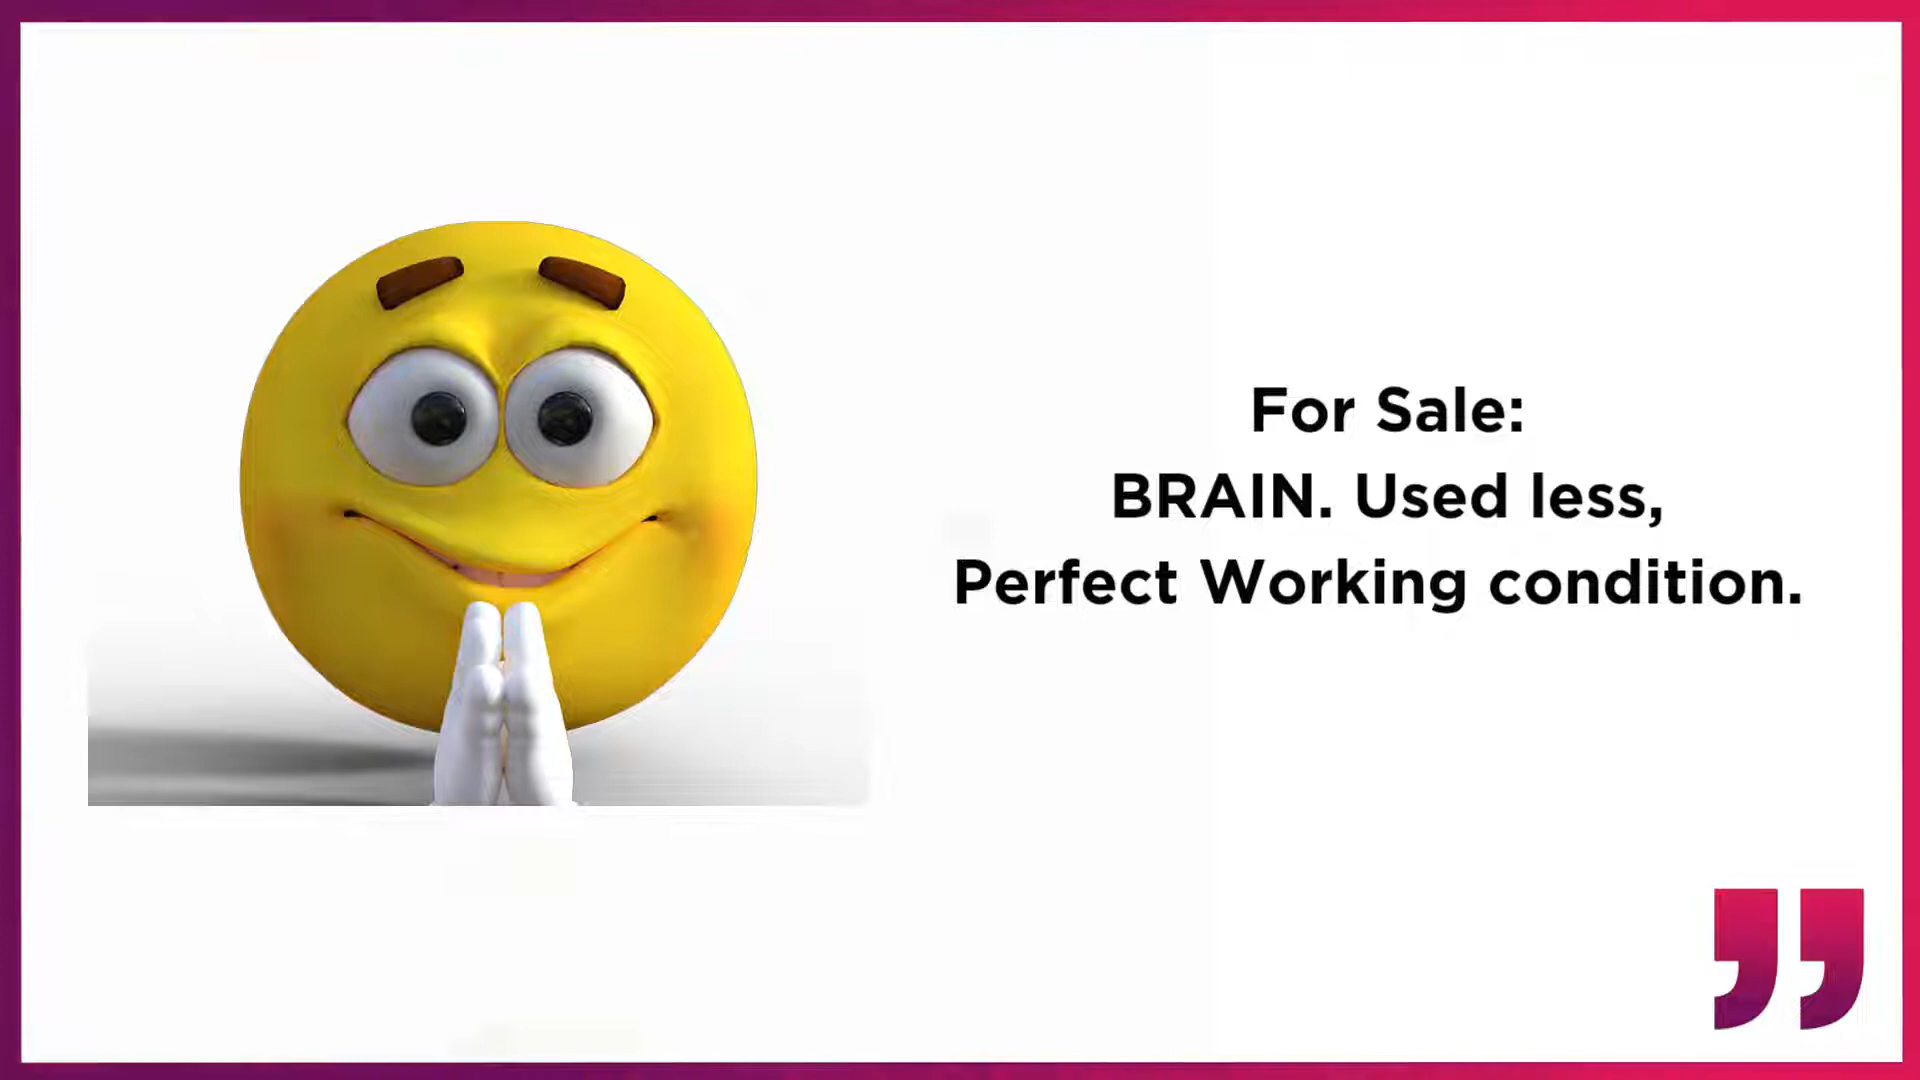 For Sale:
BRAIN. Used less,
Perfect Working condition.